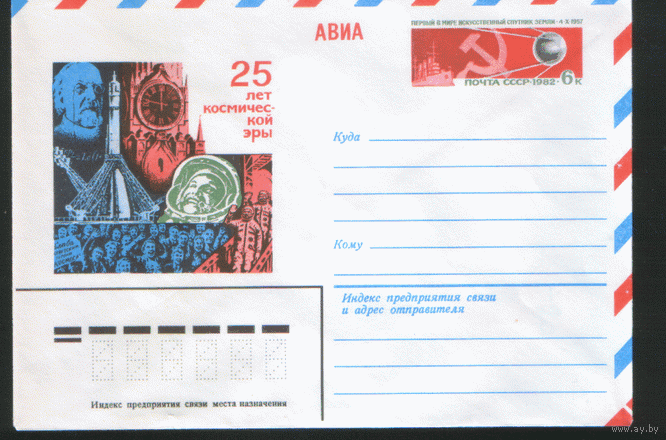 АВИА
ПЕРВЫЙ В МИРЕ ИСКУССТВЕННЫЙ СПУТНИК ЗЕМЛИ · 4·X·1957
ПОЧТА СССР·1982· 6 к
25
лет
космичес-
кой
эры
Куда
Кому
Индекс предприятия связи
и адрес отправителя
Индекс предприятия связи места назначения
www.ay.by